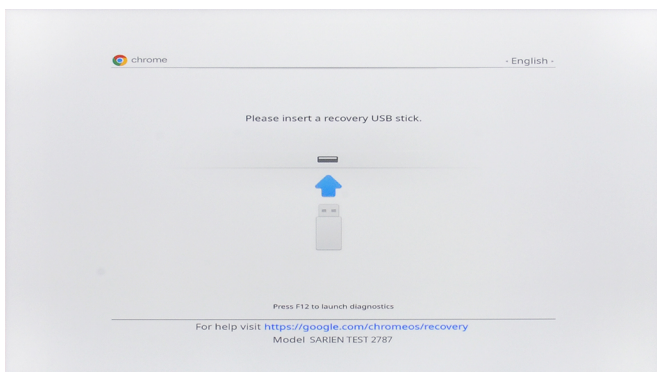 chrome
- English -
Please insert a recovery USB stick.
Press F12 to launch diagnostics
For help visit https://google.com/chromeos/recovery
Model SARIEN TEST 2787